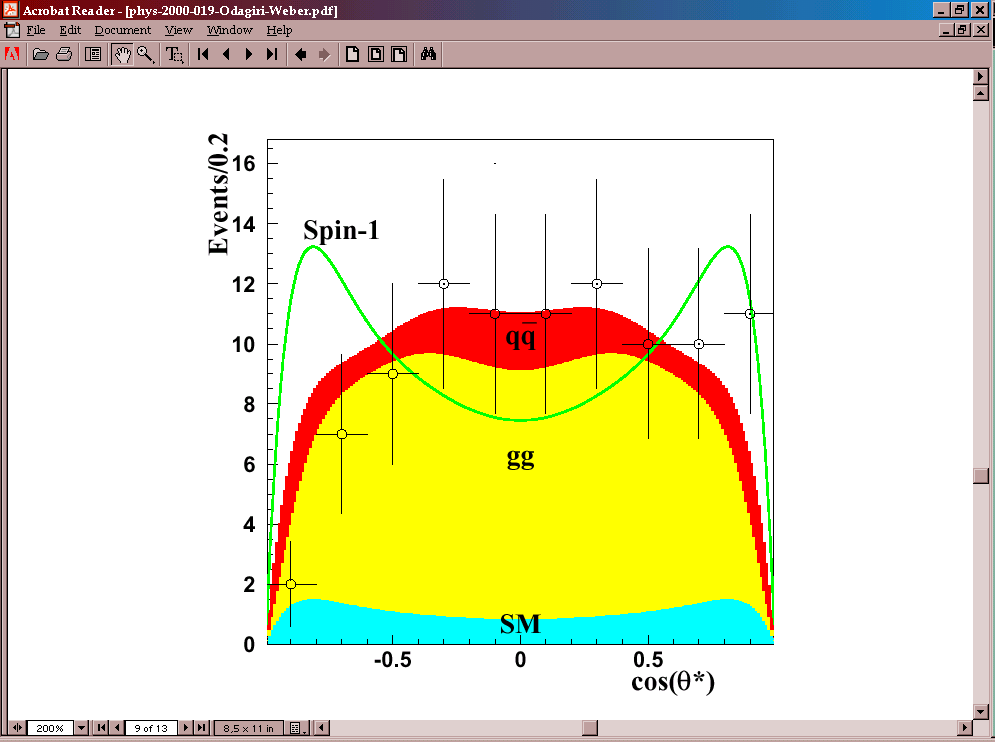 Acrobat Reader - [phys-2000-019-Odagiri-Weber.pdf]
File Edit Document View Window Help
Events/0.2
16
14
12
10
8
6
4
2
0
Spin-1
qq̅
gg
SM
-0.5 0 0.5
cos(θ*)
200% 9 of 13 8,5 x 11 in